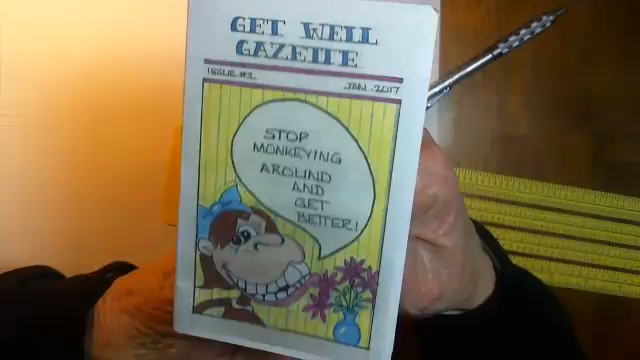 GET WELL
GAZETTE
ISSUE #1
JAN. 2017
STOP
MONKEYING
AROUND
AND
GET
BETTER!